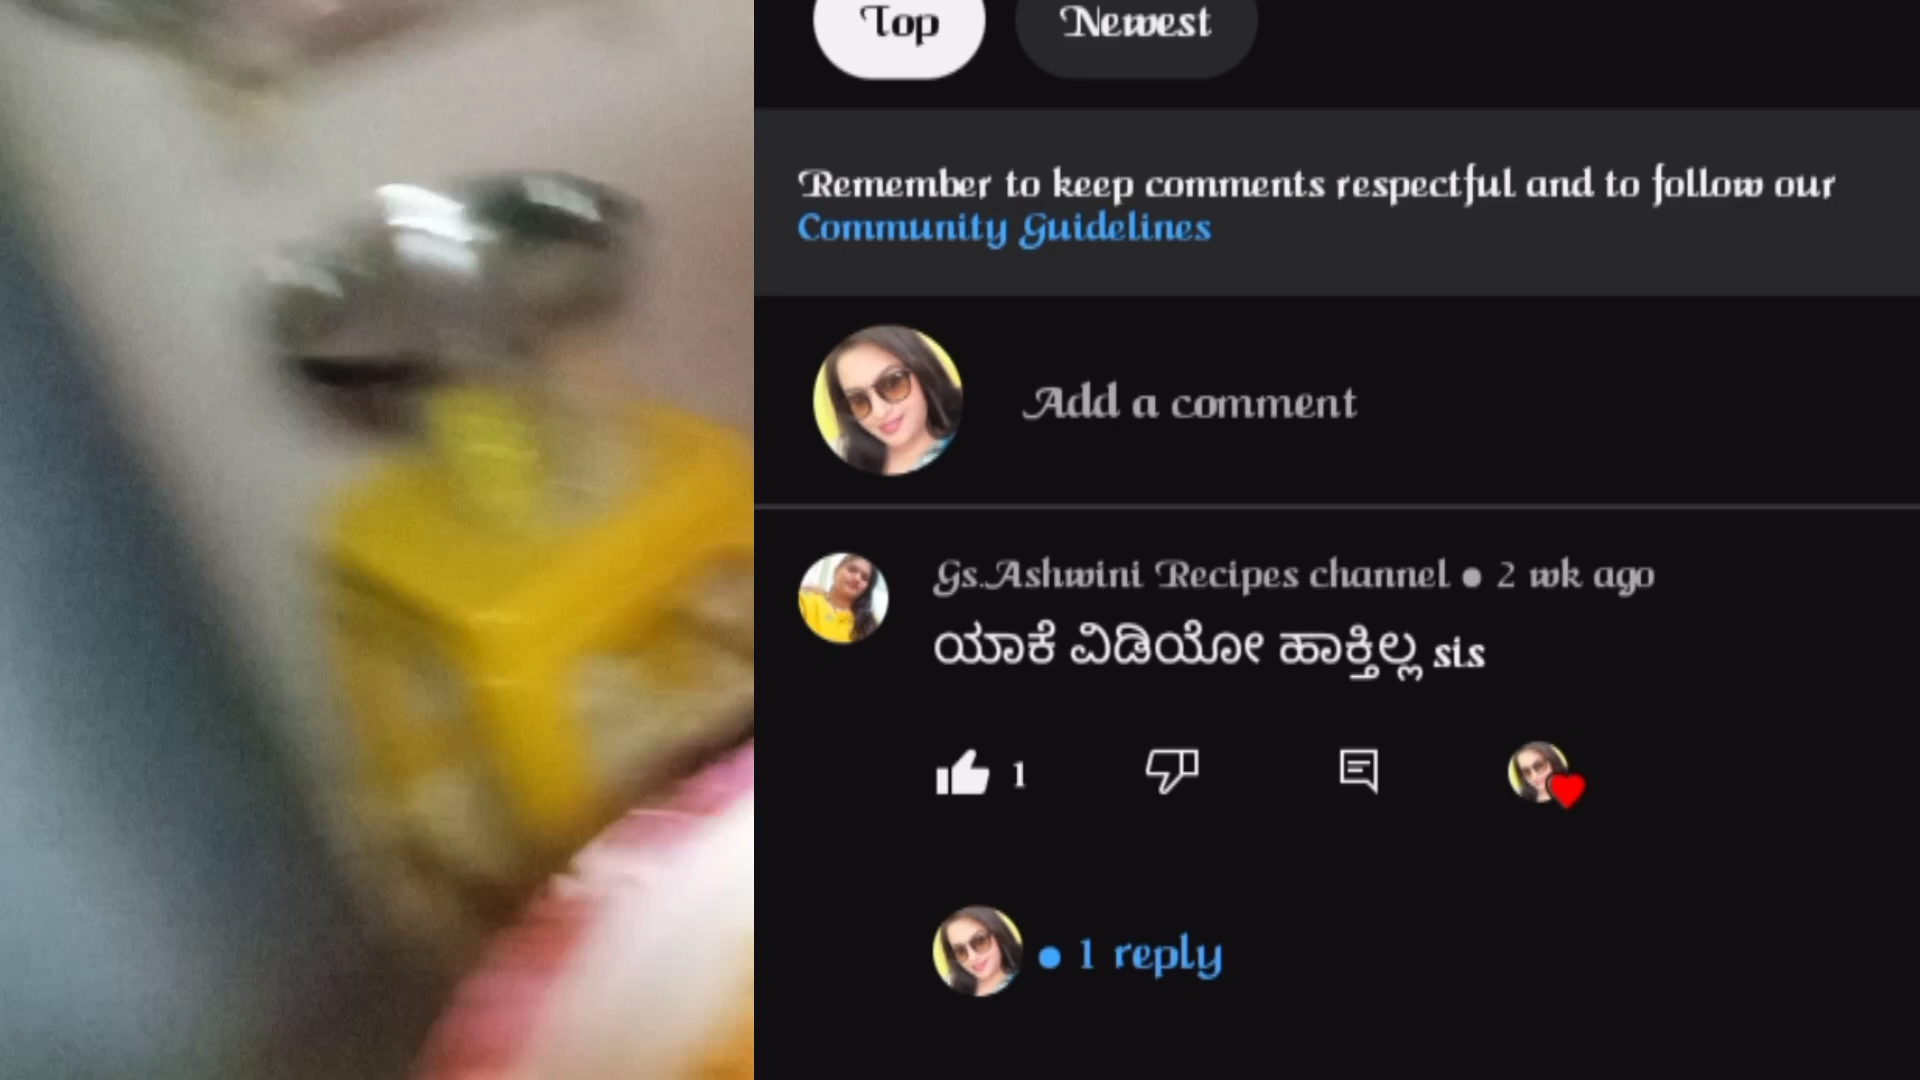 Top
Newest
Remember to keep comments respectful and to follow our
Community Guidelines
Add a comment
Gs.Ashwini Recipes channel • 2 wk ago
ಯಾಕೆ ವಿಡಿಯೋ ಹಾಕ್ತಿಲ್ಲ sis
1
• 1 reply